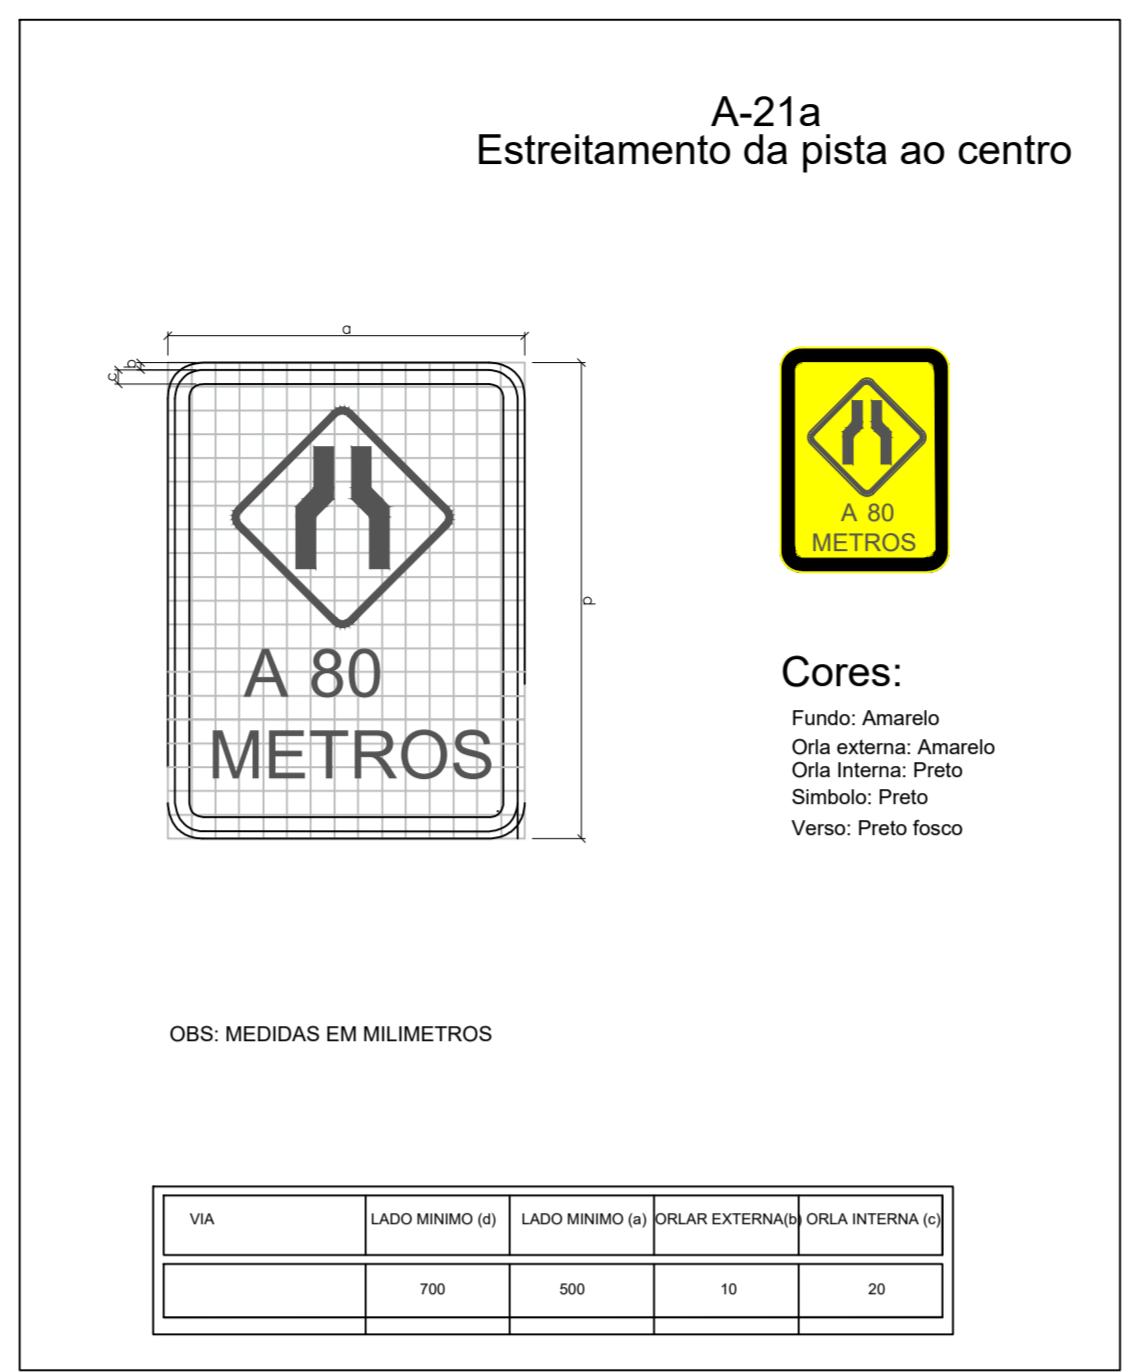 A-21a
Estreitamento da pista ao centro
a
b
c
d
A 80
METROS
A 80
METROS
Cores:
Fundo: Amarelo
Orla externa: Amarelo
Orla Interna: Preto
Simbolo: Preto
Verso: Preto fosco
OBS: MEDIDAS EM MILIMETROS
VIA LADO MINIMO (d) LADO MINIMO (a) ORLAR EXTERNA(b) ORLA INTERNA (c)
700 500 10 20